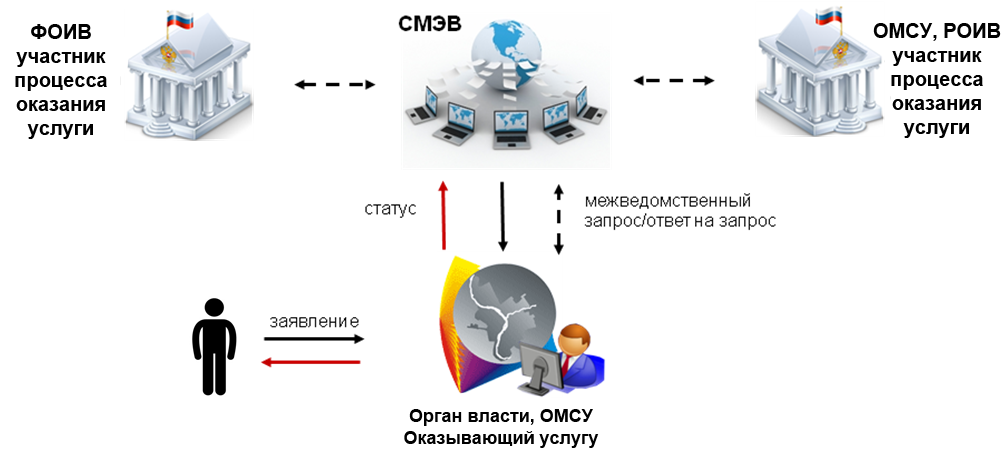 ФОИВ
участник
процесса
оказания
услуги
СМЭВ
ОМСУ, РОИВ
участник
процесса
оказания
услуги
статус
межведомственный
запрос/ответ на запрос
заявление
Орган власти, ОМСУ
Оказывающий услугу